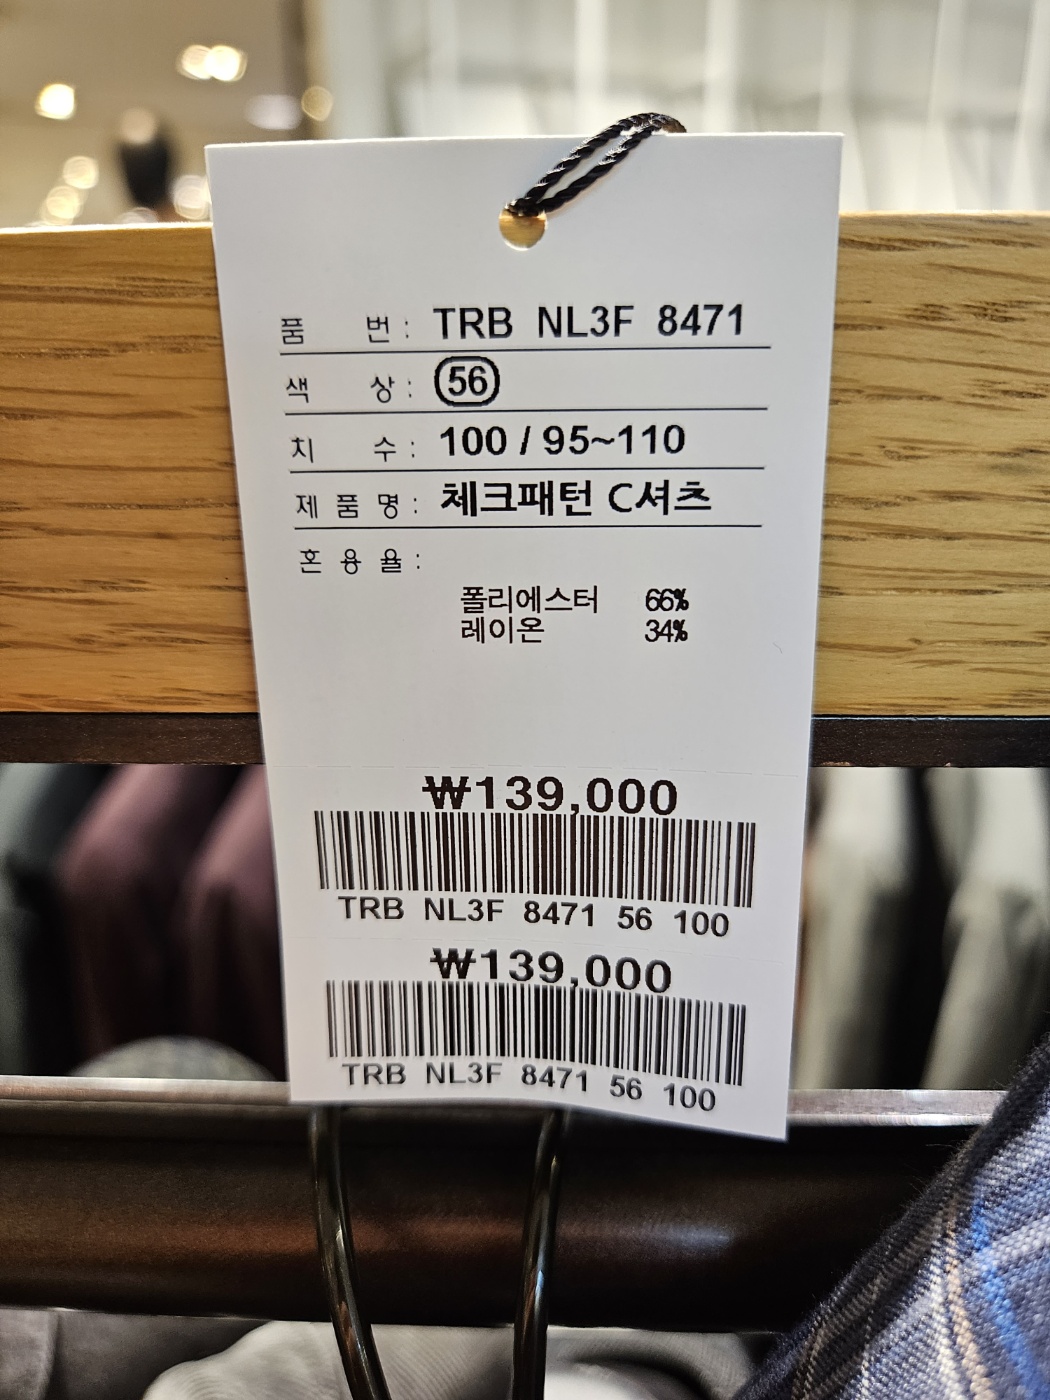 품 번 : TRB NL3F 8471
색 상 : 56
치 수 : 100 / 95~110
제 품 명 : 체크패턴 C셔츠
혼 용 율 :
폴리에스터 66%
레이온 34%
₩139,000
TRB NL3F 8471 56 100
₩139,000
TRB NL3F 8471 56 100